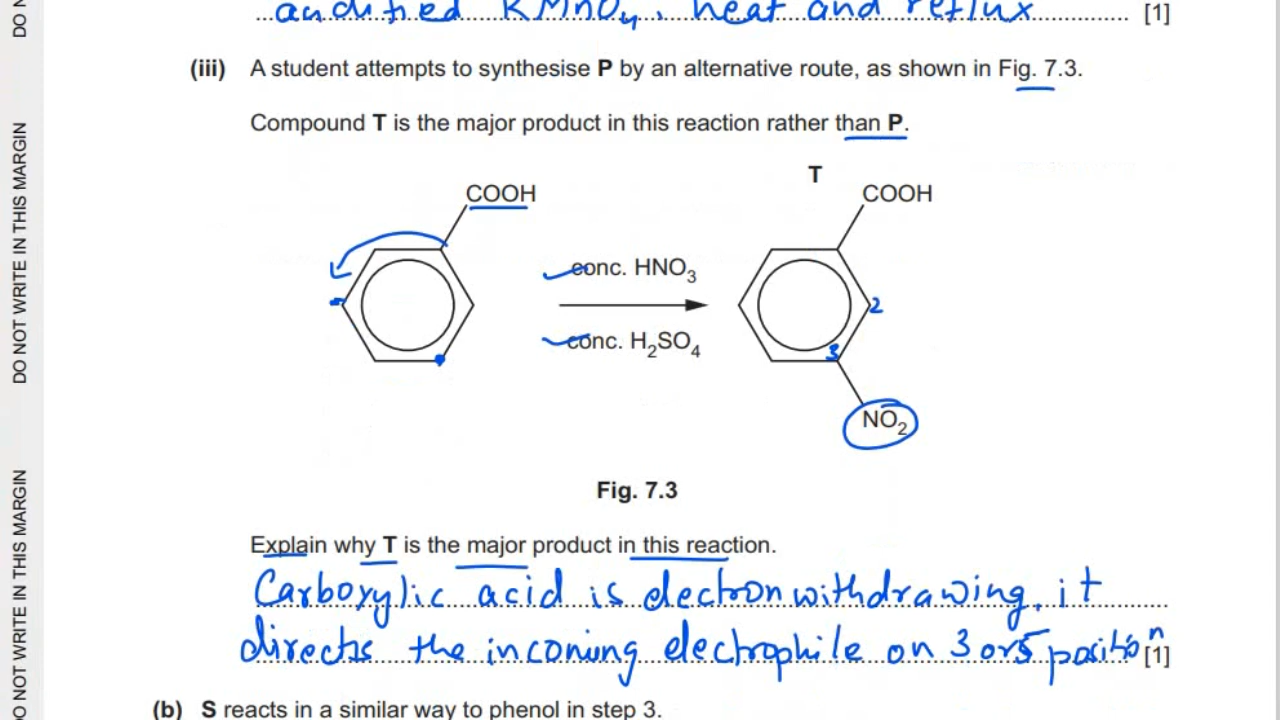 DO N
acidified KMnO4, heat and reflux [1]
(iii) A student attempts to synthesise P by an alternative route, as shown in Fig. 7.3.
Compound T is the major product in this reaction rather than P.
DO NOT WRITE IN THIS MARGIN
T
COOH
COOH
conc. HNO3
conc. H2SO4
2
3
NO2
Fig. 7.3
DO NOT WRITE IN THIS MARGIN
Explain why T is the major product in this reaction.
Carboxylic acid is electron withdrawing, it
directs the incoming electrophile on 3 or 5 positiⁿ [1]
(b) S reacts in a similar way to phenol in step 3.